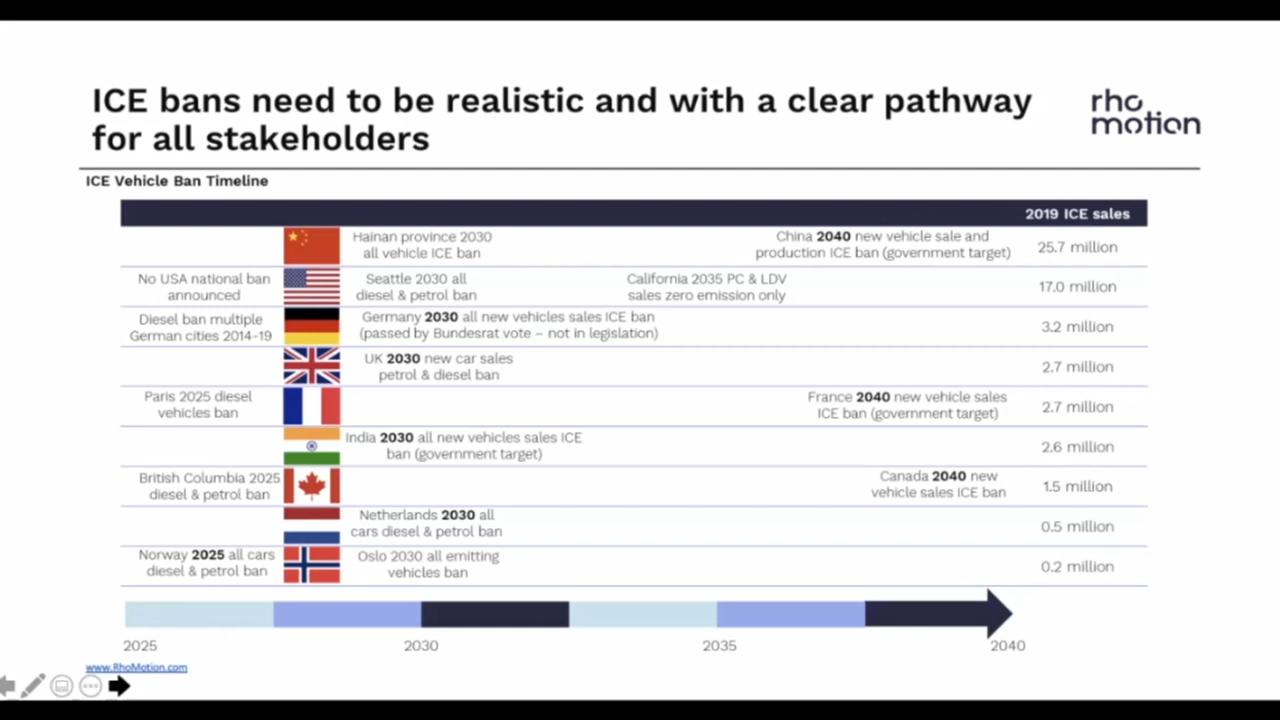 ICE bans need to be realistic and with a clear pathway
for all stakeholders
rho
motion
ICE Vehicle Ban Timeline
2019 ICE sales
Hainan province 2030
all vehicle ICE ban
China 2040 new vehicle sale and
production ICE ban (government target)
25.7 million
No USA national ban
announced
Seattle 2030 all
diesel & petrol ban
California 2035 PC & LDV
sales zero emission only
17.0 million
Diesel ban multiple
German cities 2014-19
Germany 2030 all new vehicles sales ICE ban
(passed by Bundesrat vote – not in legislation)
3.2 million
UK 2030 new car sales
petrol & diesel ban
2.7 million
Paris 2025 diesel
vehicles ban
France 2040 new vehicle sales
ICE ban (government target)
2.7 million
India 2030 all new vehicles sales ICE
ban (government target)
2.6 million
British Columbia 2025
diesel & petrol ban
Canada 2040 new
vehicle sales ICE ban
1.5 million
Netherlands 2030 all
cars diesel & petrol ban
0.5 million
Norway 2025 all cars
diesel & petrol ban
Oslo 2030 all emitting
vehicles ban
0.2 million
2025
2030
2035
2040
www.RhoMotion.com